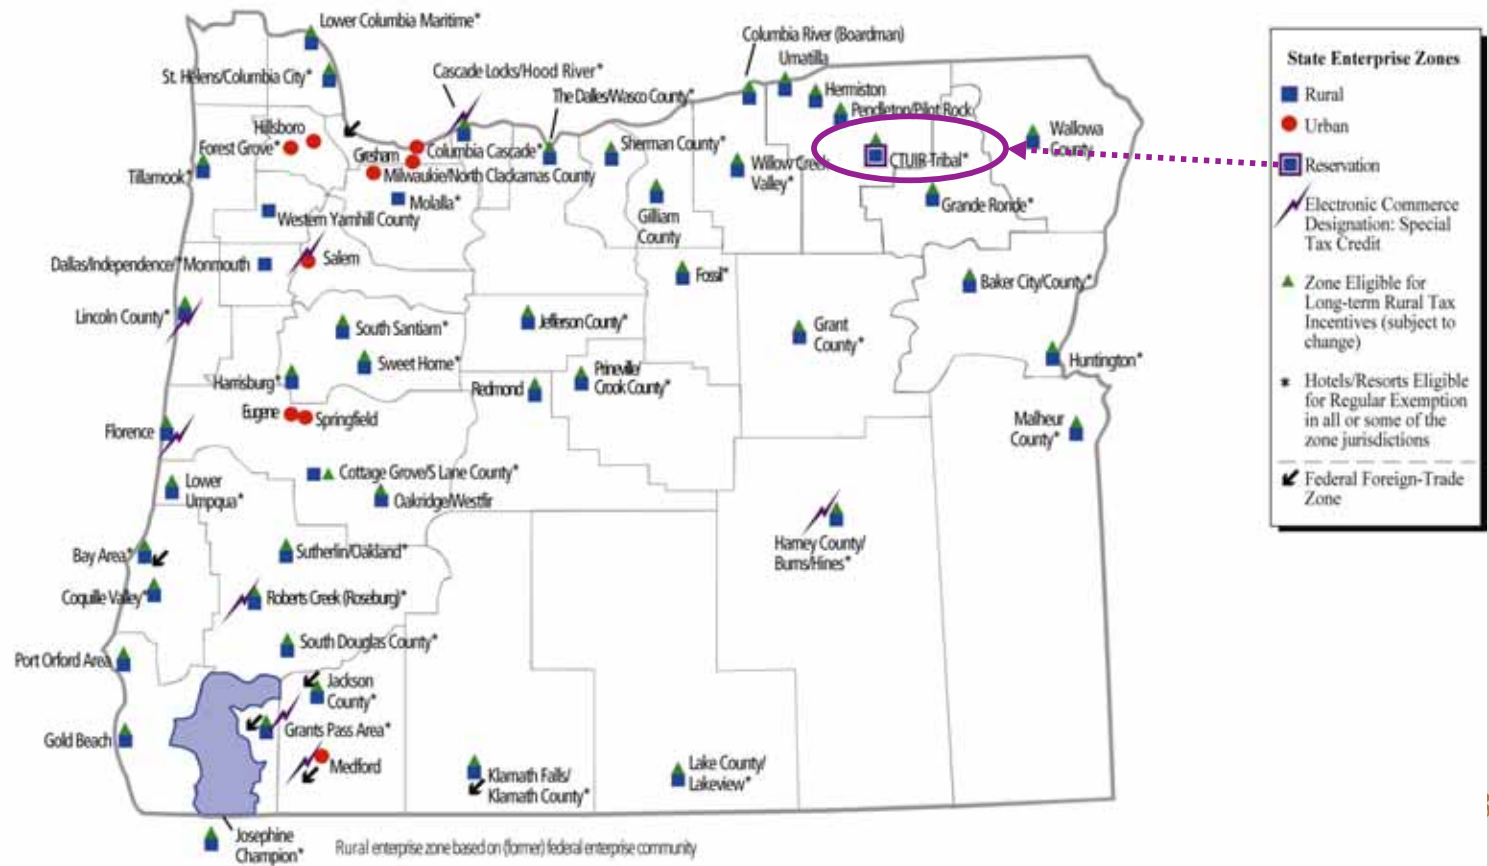 Lower Columbia Maritime*
St. Helens/Columbia City*
Cascade Locks/Hood River*
The Dalles/Wasco County*
Columbia River (Boardman)
Umatilla
Hermiston
Pendleton/Pilot Rock
Hillsboro
Forest Grove*
Gresham
Columbia Cascade*
Milwaukie/North Clackamas County
Sherman County*
Willow Creek
Valley*
CTUIR-Tribal*
Wallowa
County
Tillamook*
Molalla*
Western Yamhill County
Gilliam
County
Grande Ronde*
Dallas/Independence/*Monmouth
Salem
Fossil*
Baker City/County*
Lincoln County*
South Santiam*
Jefferson County*
Grant
County*
Sweet Home*
Huntington*
Harrisburg*
Redmond
Prineville/
Crook County*
Eugene
Springfield
Florence
Malheur
County*
Cottage Grove/S Lane County*
Lower
Umpqua*
Oakridge/Westfir
Harney County/
Burns/Hines*
Bay Area*
Sutherlin/Oakland*
Coquille Valley*
Roberts Creek (Roseburg)*
South Douglas County*
Port Orford Area
Jackson
County*
Grants Pass Area*
Gold Beach
Medford
Klamath Falls/
Klamath County*
Lake County/
Lakeview*
Josephine
Champion*
Rural enterprise zone based on (former) federal enterprise community
State Enterprise Zones
Rural
Urban
Reservation
Electronic Commerce
Designation: Special
Tax Credit
Zone Eligible for
Long-term Rural Tax
Incentives (subject to
change)
* Hotels/Resorts Eligible
for Regular Exemption
in all or some of the
zone jurisdictions
Federal Foreign-Trade
Zone